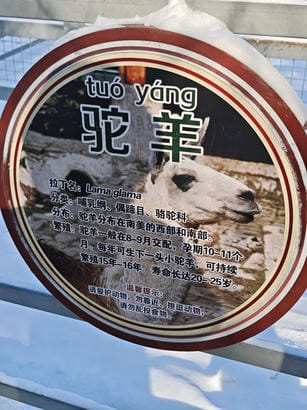 tuó yáng
驼羊
拉丁名：Lama glama
分类：哺乳纲、偶蹄目、骆驼科
分布：驼羊分布在南美的西部和南部
繁殖：驼羊一般在8-9月交配，孕期10-11个
月，每年可生下一头小驼羊，可持续
繁殖15年-16年 寿命长达20-25岁
温馨提示：
请爱护动物，勿靠近、接逗动物，
请勿乱投食物。